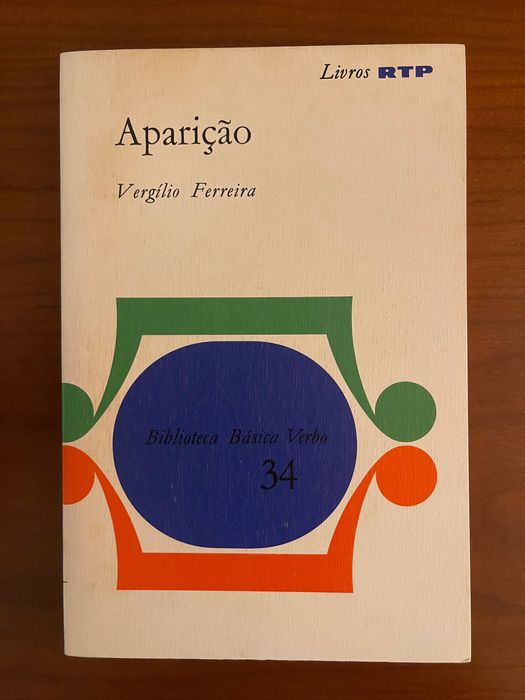 Livros RTP
Aparição
Vergílio Ferreira
Biblioteca Básica Verbo
34